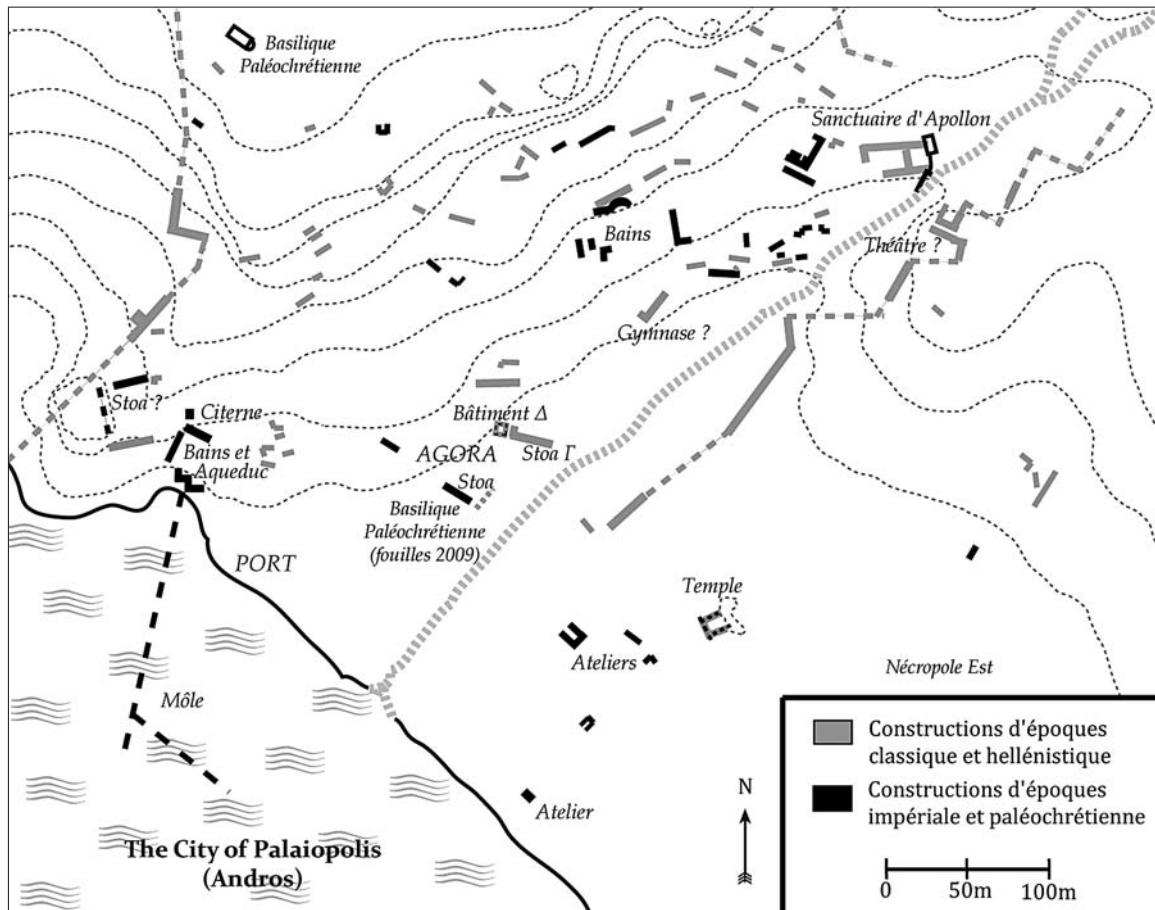 Basilique
Paléochrétienne
Sanctuaire d'Apollon
Bains
Théâtre ?
Gymnase ?
Stoa ?
Citerne
Bains et
Aqueduc
Bâtiment Δ
AGORA
Stoa Γ
Stoa
Basilique
Paléochrétienne
(fouilles 2009)
PORT
Temple
Ateliers
Nécropole Est
Môle
Atelier
The City of Palaiopolis
(Andros)
N
Constructions d'époques
classique et hellénistique
Constructions d'époques
impériale et paléochrétienne
0 50m 100m